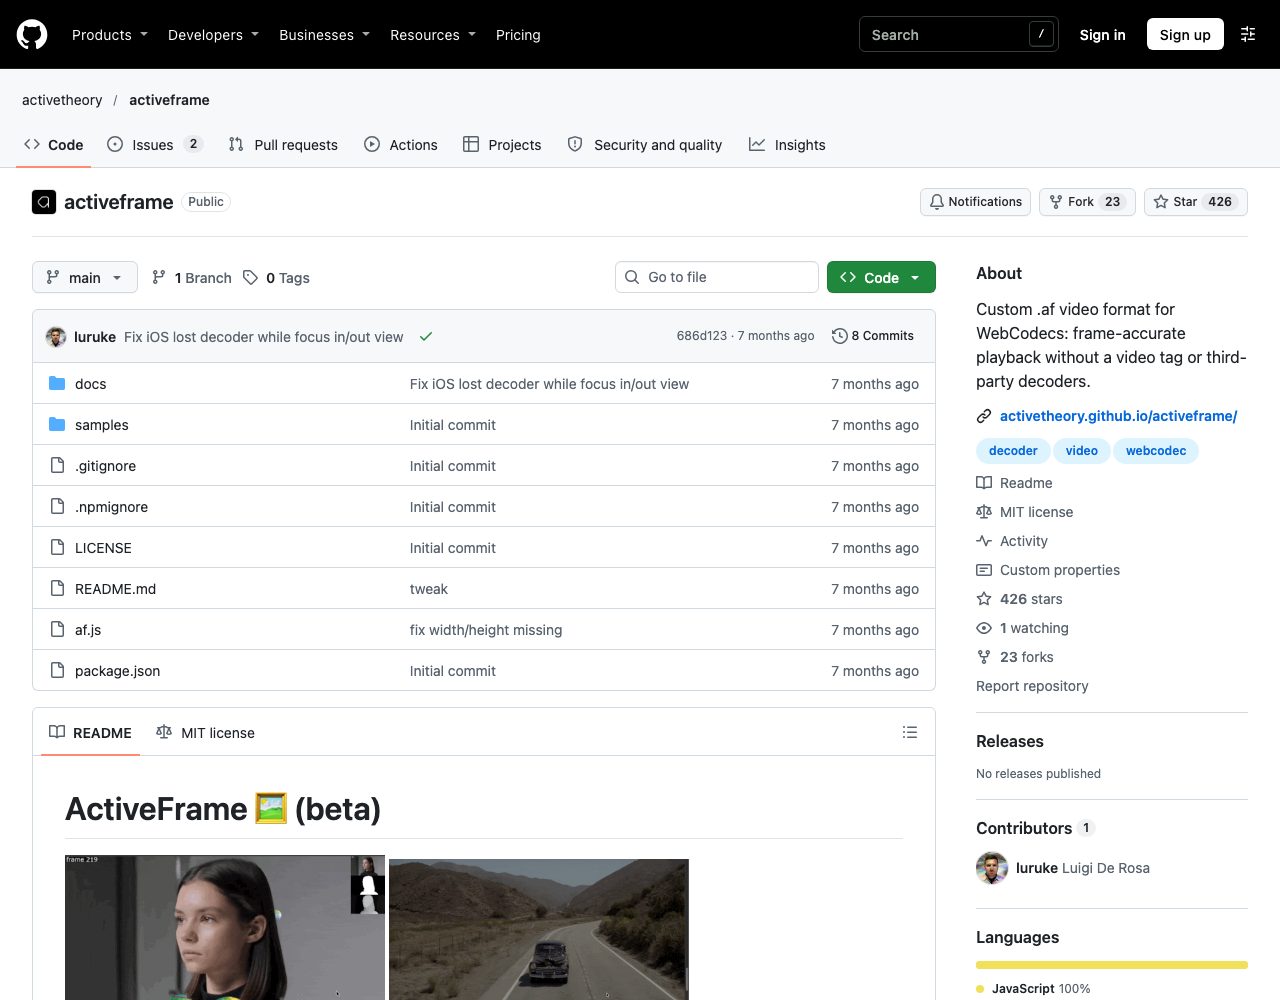 Products Developers Businesses Resources Pricing Search / Sign in Sign up
activetheory / activeframe
Code Issues 2 Pull requests Actions Projects Security and quality Insights
activeframe Public Notifications Fork 23 Star 426
main 1 Branch 0 Tags Go to file Code
luruke Fix iOS lost decoder while focus in/out view 686d123 · 7 months ago 8 Commits
docs Fix iOS lost decoder while focus in/out view 7 months ago
samples Initial commit 7 months ago
.gitignore Initial commit 7 months ago
.npmignore Initial commit 7 months ago
LICENSE Initial commit 7 months ago
README.md tweak 7 months ago
af.js fix width/height missing 7 months ago
package.json Initial commit 7 months ago
README MIT license
ActiveFrame 🖼️ (beta)
frame 219
About
Custom .af video format for
WebCodecs: frame-accurate
playback without a video tag or third-
party decoders.
activetheory.github.io/activeframe/
decoder video webcodec
Readme
MIT license
Activity
Custom properties
426 stars
1 watching
23 forks
Report repository
Releases
No releases published
Contributors 1
luruke Luigi De Rosa
Languages
JavaScript 100%